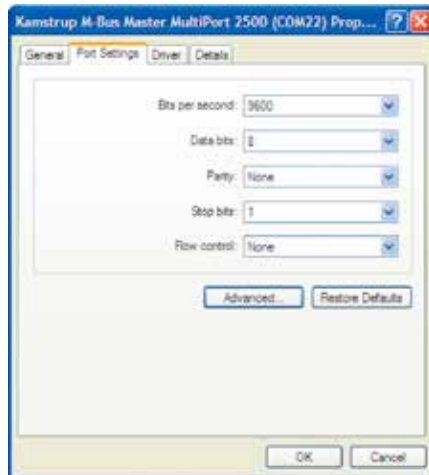 Kamstrup M-Bus Master MultiPort 2500 (COM22) Prop...
General Port Settings Driver Details
Bits per second: 9600
Data bits: 8
Parity: None
Stop bits: 1
Flow control: None
Advanced... Restore Defaults
OK Cancel